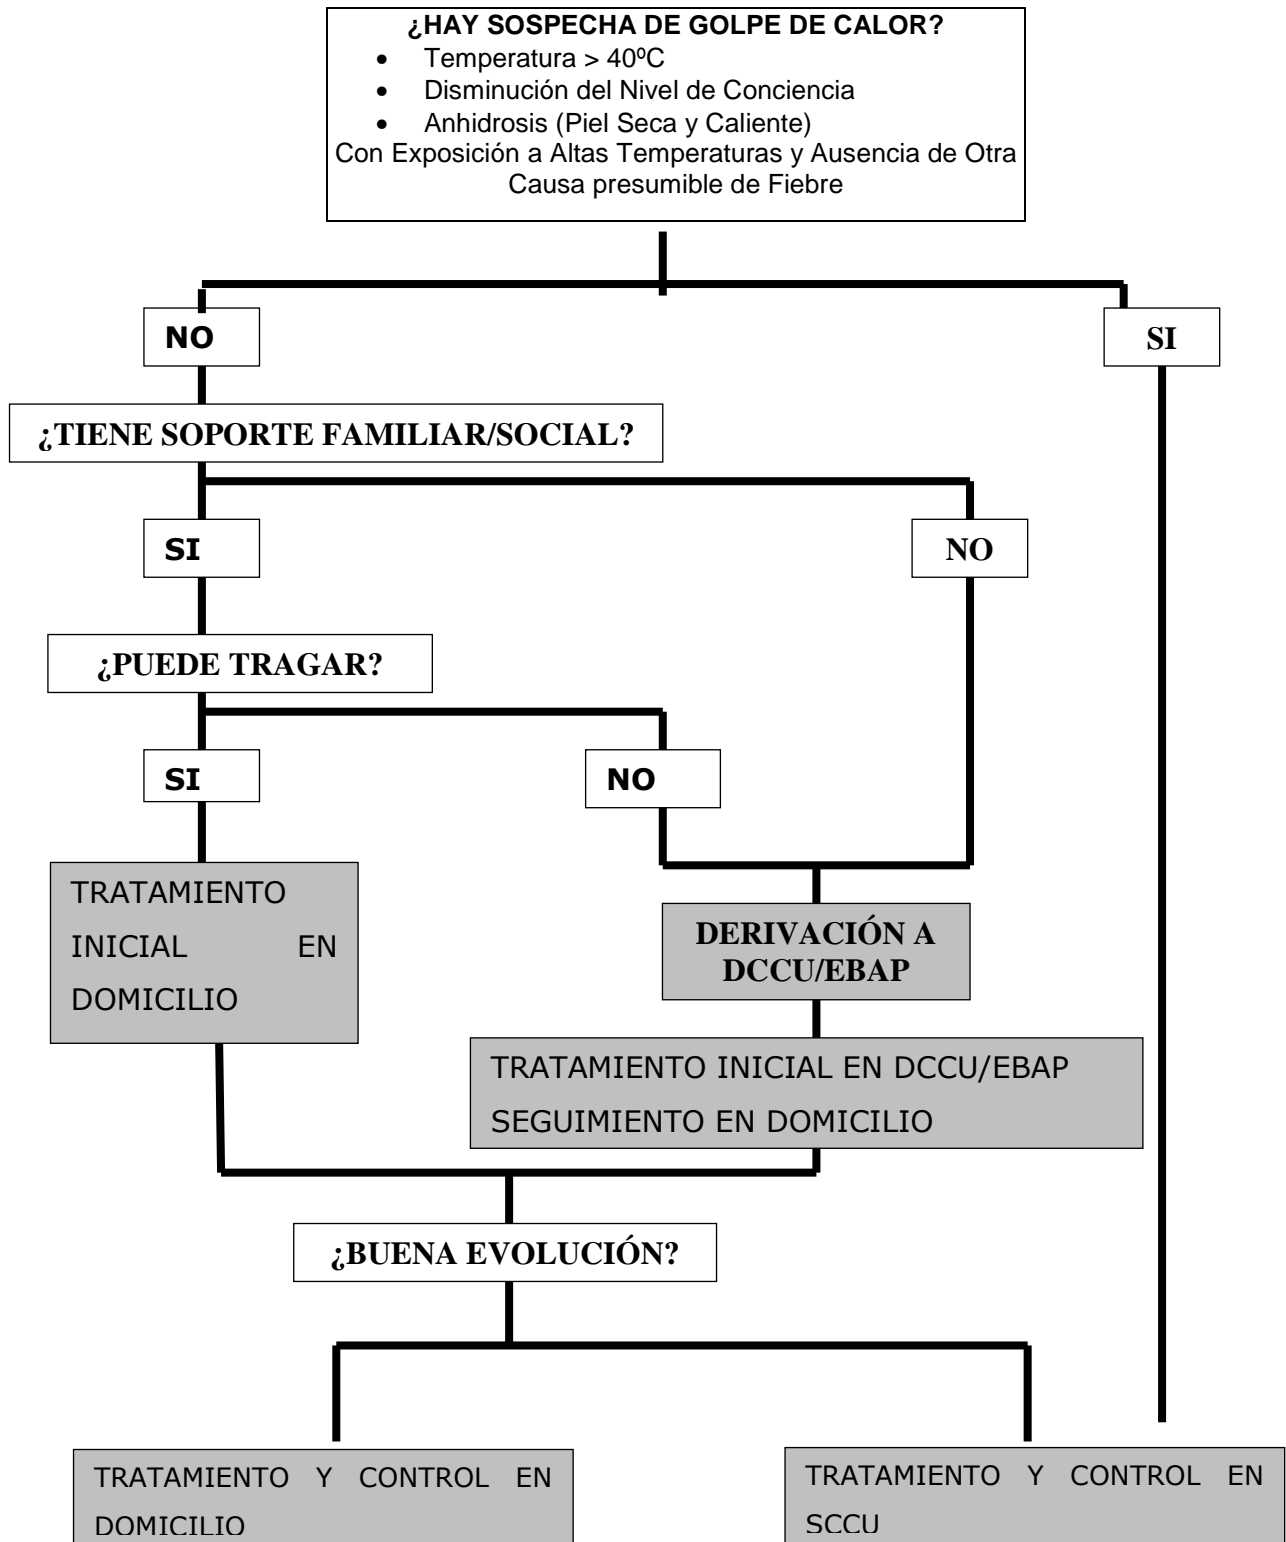 ¿HAY SOSPECHA DE GOLPE DE CALOR?
• Temperatura > 40ºC
• Disminución del Nivel de Conciencia
• Anhidrosis (Piel Seca y Caliente)
Con Exposición a Altas Temperaturas y Ausencia de Otra
Causa presumible de Fiebre
NO
SI
¿TIENE SOPORTE FAMILIAR/SOCIAL?
SI
NO
¿PUEDE TRAGAR?
SI
NO
TRATAMIENTO
INICIAL EN
DOMICILIO
DERIVACIÓN A
DCCU/EBAP
TRATAMIENTO INICIAL EN DCCU/EBAP
SEGUIMIENTO EN DOMICILIO
¿BUENA EVOLUCIÓN?
TRATAMIENTO Y CONTROL EN
DOMICILIO
TRATAMIENTO Y CONTROL EN
SCCU